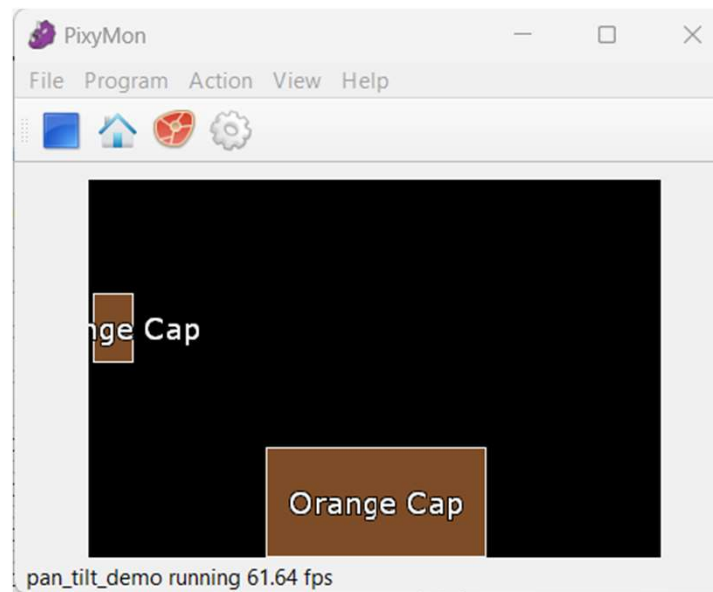 PixyMon
File Program Action View Help
nge Cap
Orange Cap
pan_tilt_demo running 61.64 fps